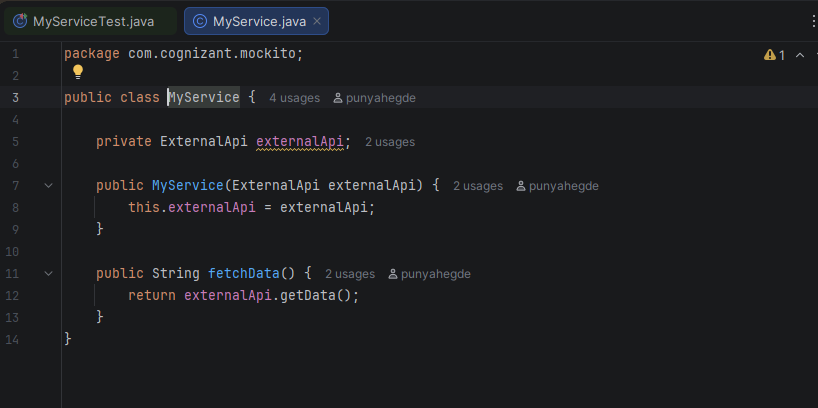 MyServiceTest.java
MyService.java
1 package com.cognizant.mockito; 1
2
3 public class MyService { 4 usages punyahegde
4
5 private ExternalApi externalApi; 2 usages
6
7 public MyService(ExternalApi externalApi) { 2 usages punyahegde
8 this.externalApi = externalApi;
9 }
10
11 public String fetchData() { 2 usages punyahegde
12 return externalApi.getData();
13 }
14 }